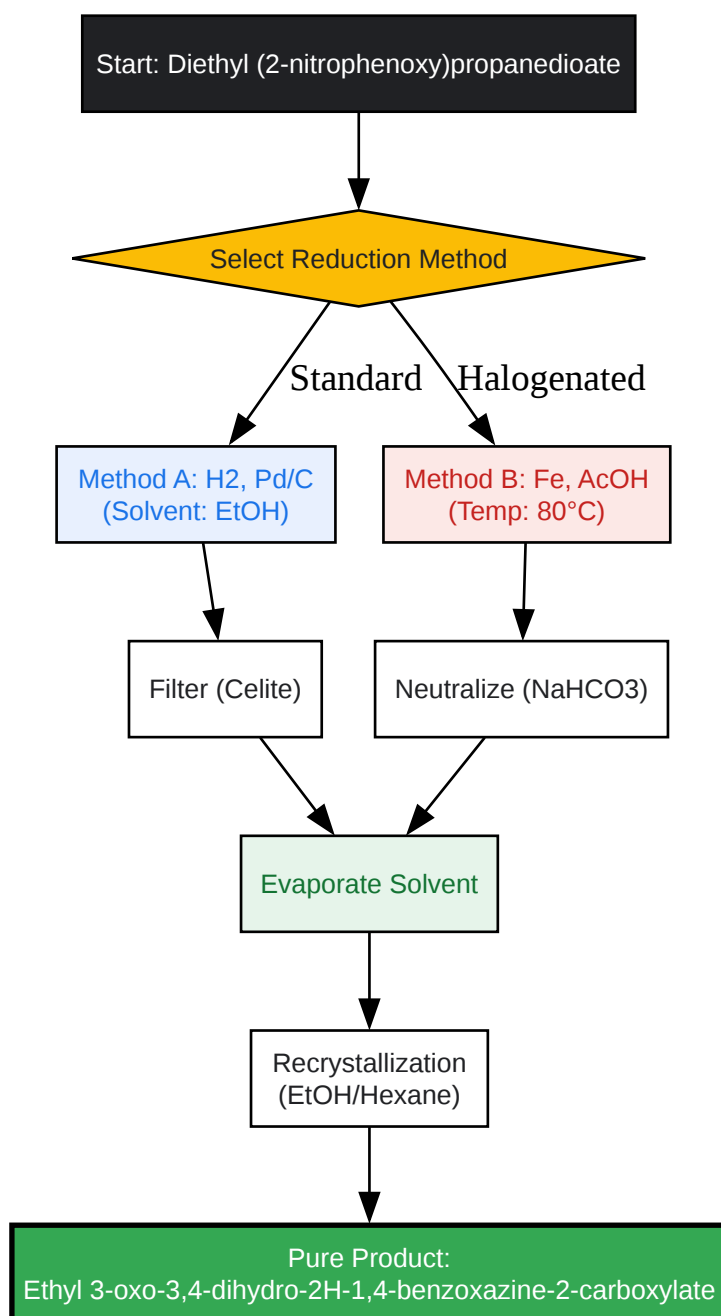 Start: Diethyl (2-nitrophenoxy)propanedioate
Select Reduction Method
Standard
Halogenated
Method A: H2, Pd/C
(Solvent: EtOH)
Method B: Fe, AcOH
(Temp: 80°C)
Filter (Celite)
Neutralize (NaHCO3)
Evaporate Solvent
Recrystallization
(EtOH/Hexane)
Pure Product:
Ethyl 3-oxo-3,4-dihydro-2H-1,4-benzoxazine-2-carboxylate